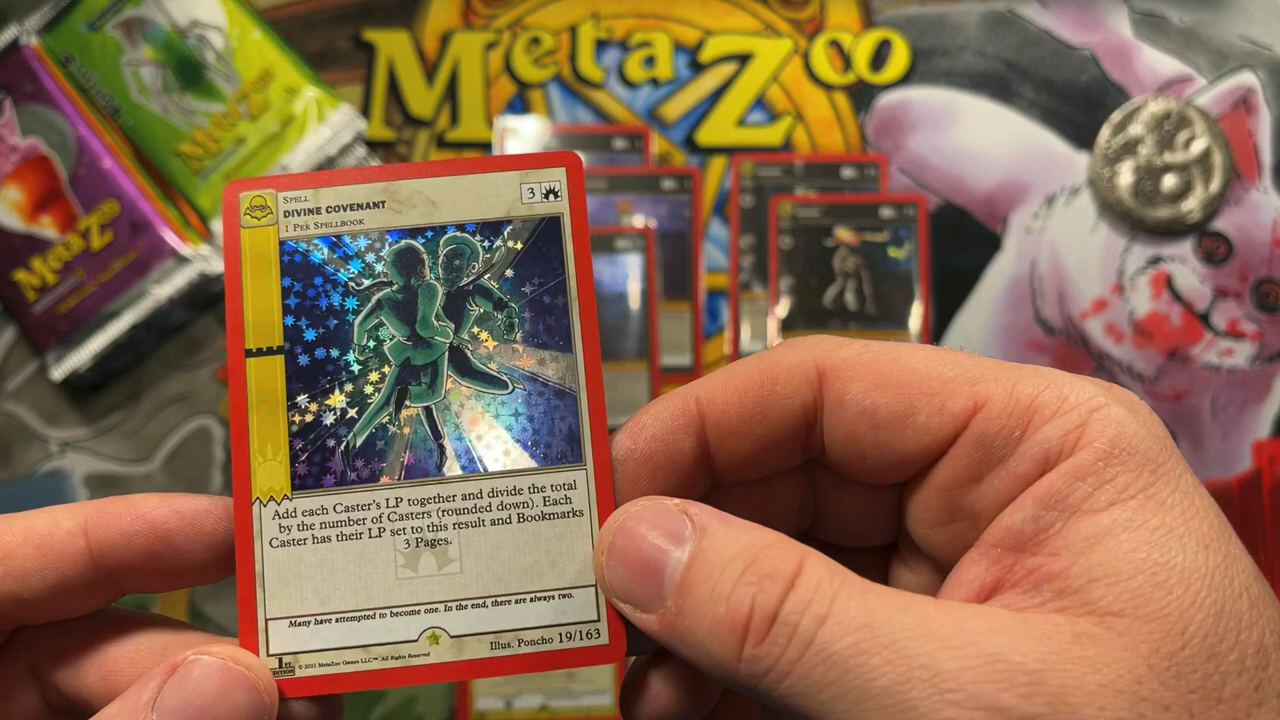 MetaZoo
MetaZoo
MetaZoo
SPELL
DIVINE COVENANT
1 PER SPELLBOOK
3
Add each Caster's LP together and divide the total
by the number of Casters (rounded down). Each
Caster has their LP set to this result and Bookmarks
3 Pages.
Many have attempted to become one. In the end, there are always two.
Illus. Poncho 19/163
1ST
EDITION
© 2021 MetaZoo Games LLC™. All Rights Reserved